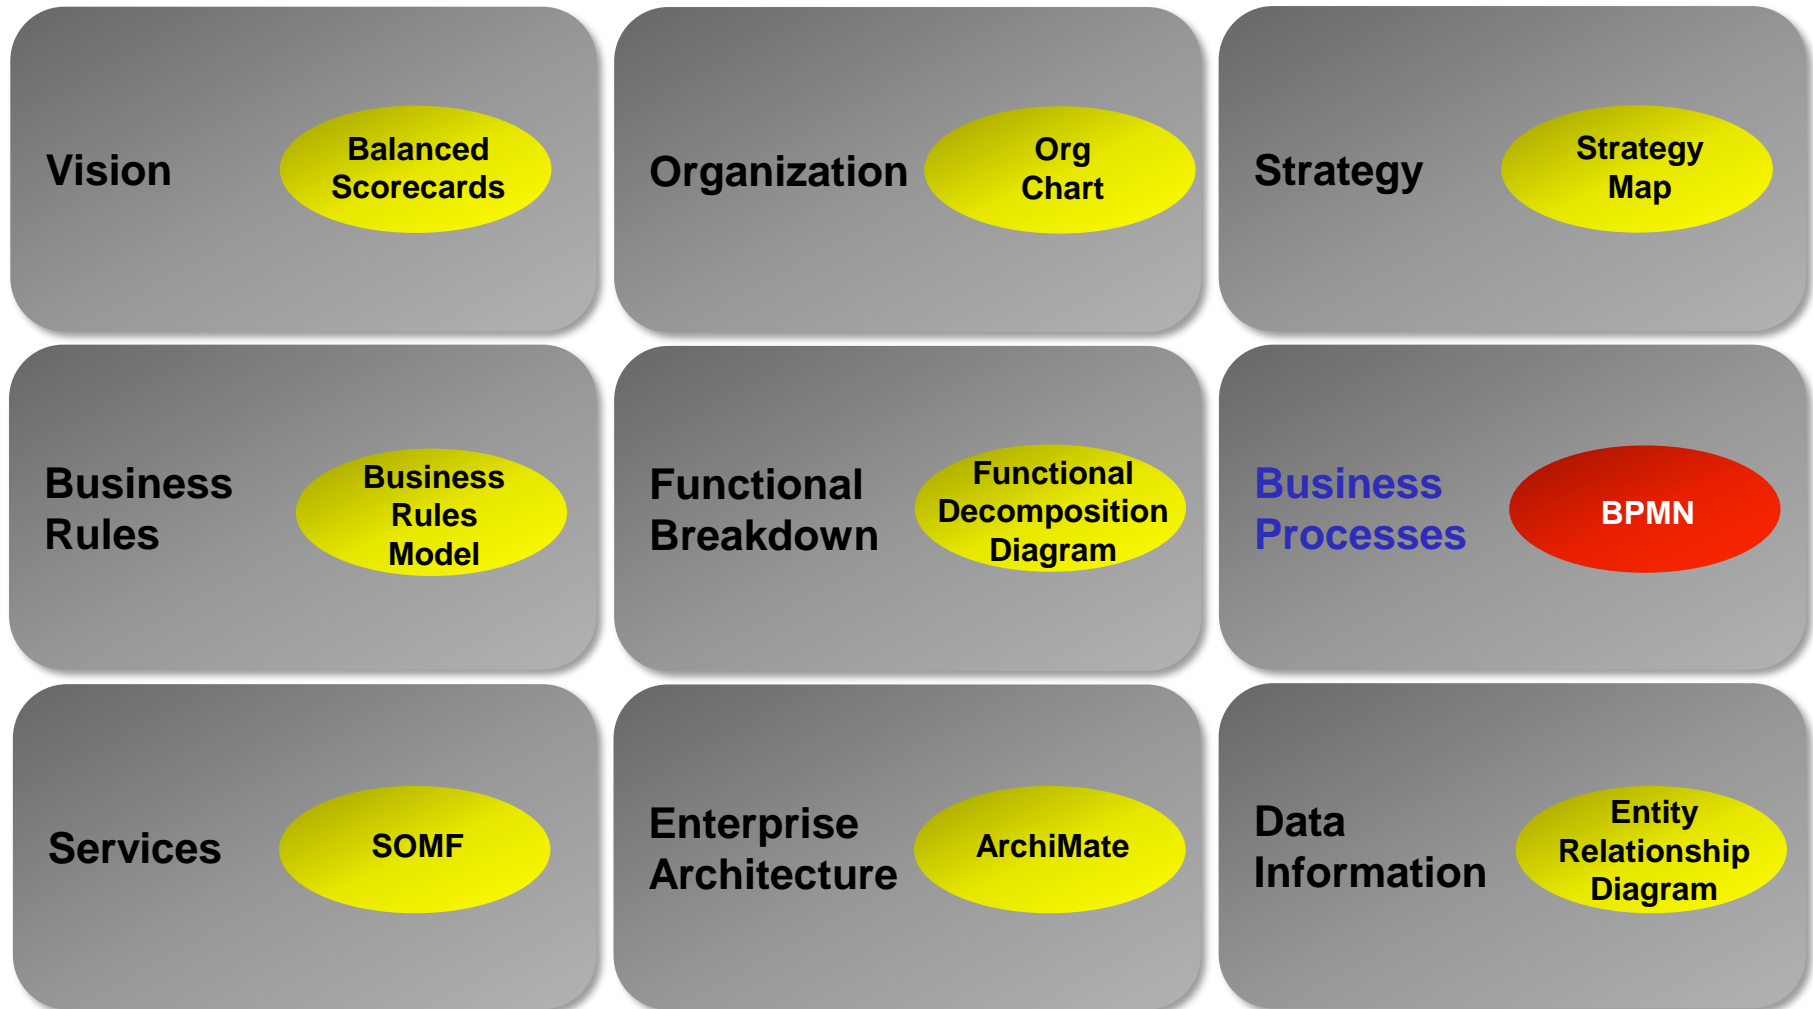 Vision
Balanced
Scorecards
Organization
Org
Chart
Strategy
Strategy
Map
Business
Rules
Business
Rules
Model
Functional
Breakdown
Functional
Decomposition
Diagram
Business
Processes
BPMN
Services
SOMF
Enterprise
Architecture
ArchiMate
Data
Information
Entity
Relationship
Diagram